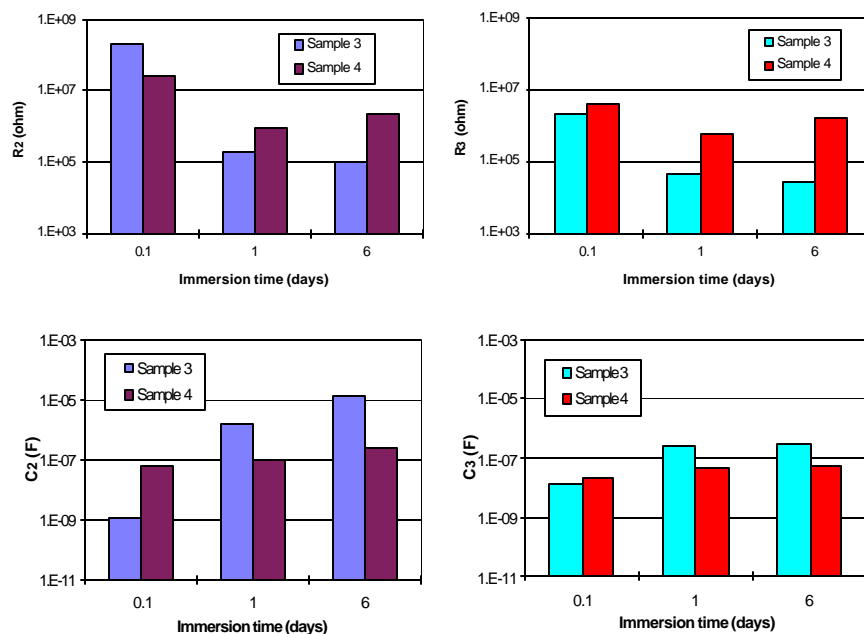 1.E+09
1.E+07
1.E+05
1.E+03
R2 (ohm)
Sample 3
Sample 4
0.1 1 6
Immersion time (days)
1.E+09
1.E+07
1.E+05
1.E+03
R3 (ohm)
Sample 3
Sample 4
0.1 1 6
Immersion time (days)
1.E-03
1.E-05
1.E-07
1.E-09
1.E-11
C2 (F)
Sample 3
Sample 4
0.1 1 6
Immersion time (days)
1.E-03
1.E-05
1.E-07
1.E-09
1.E-11
C3 (F)
Sample 3
Sample 4
0.1 1 6
Immersion time (days)